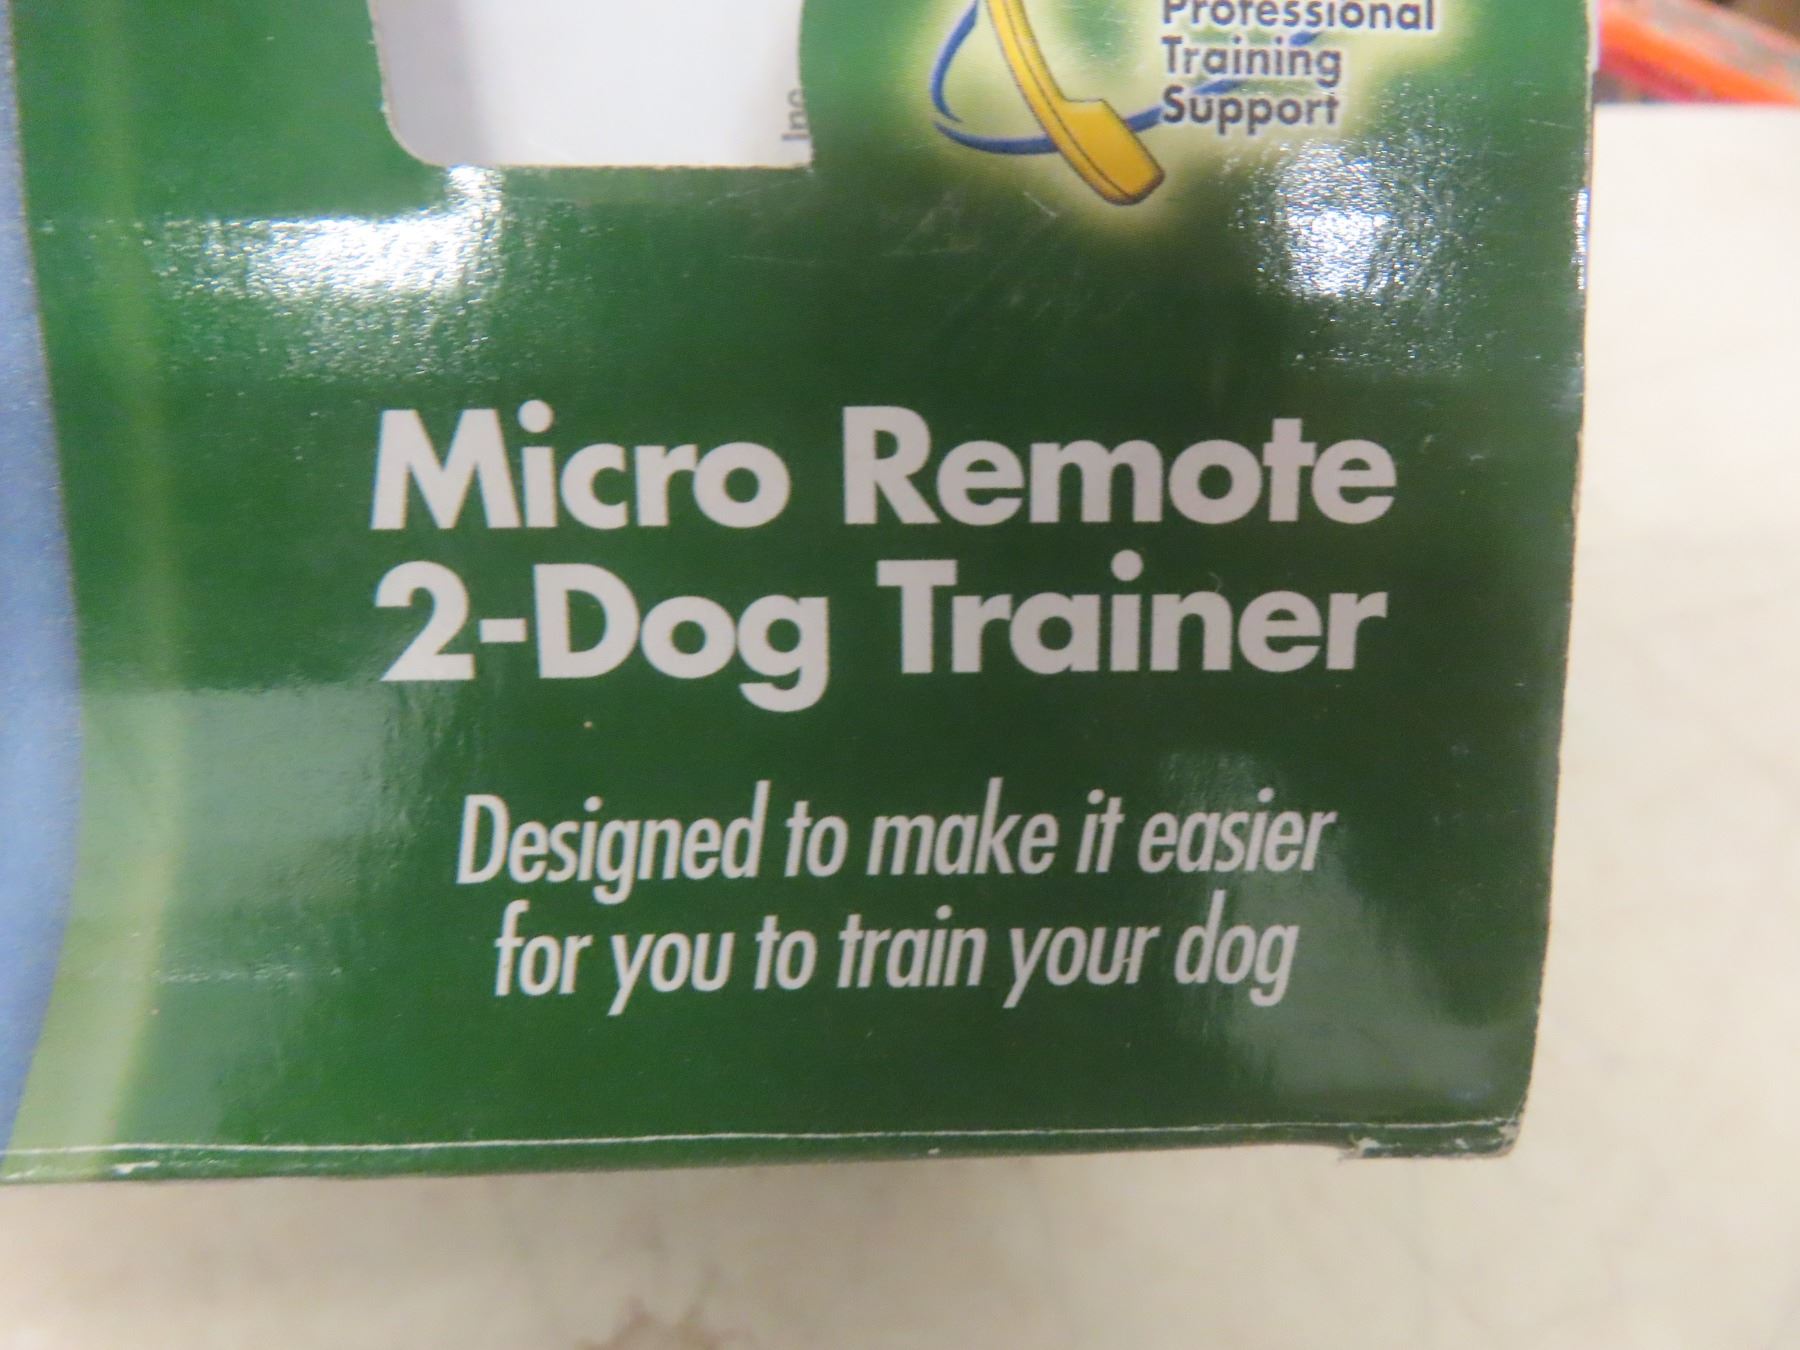 Professional
Training
Support
Micro Remote
2-Dog Trainer
Designed to make it easier
for you to train your dog